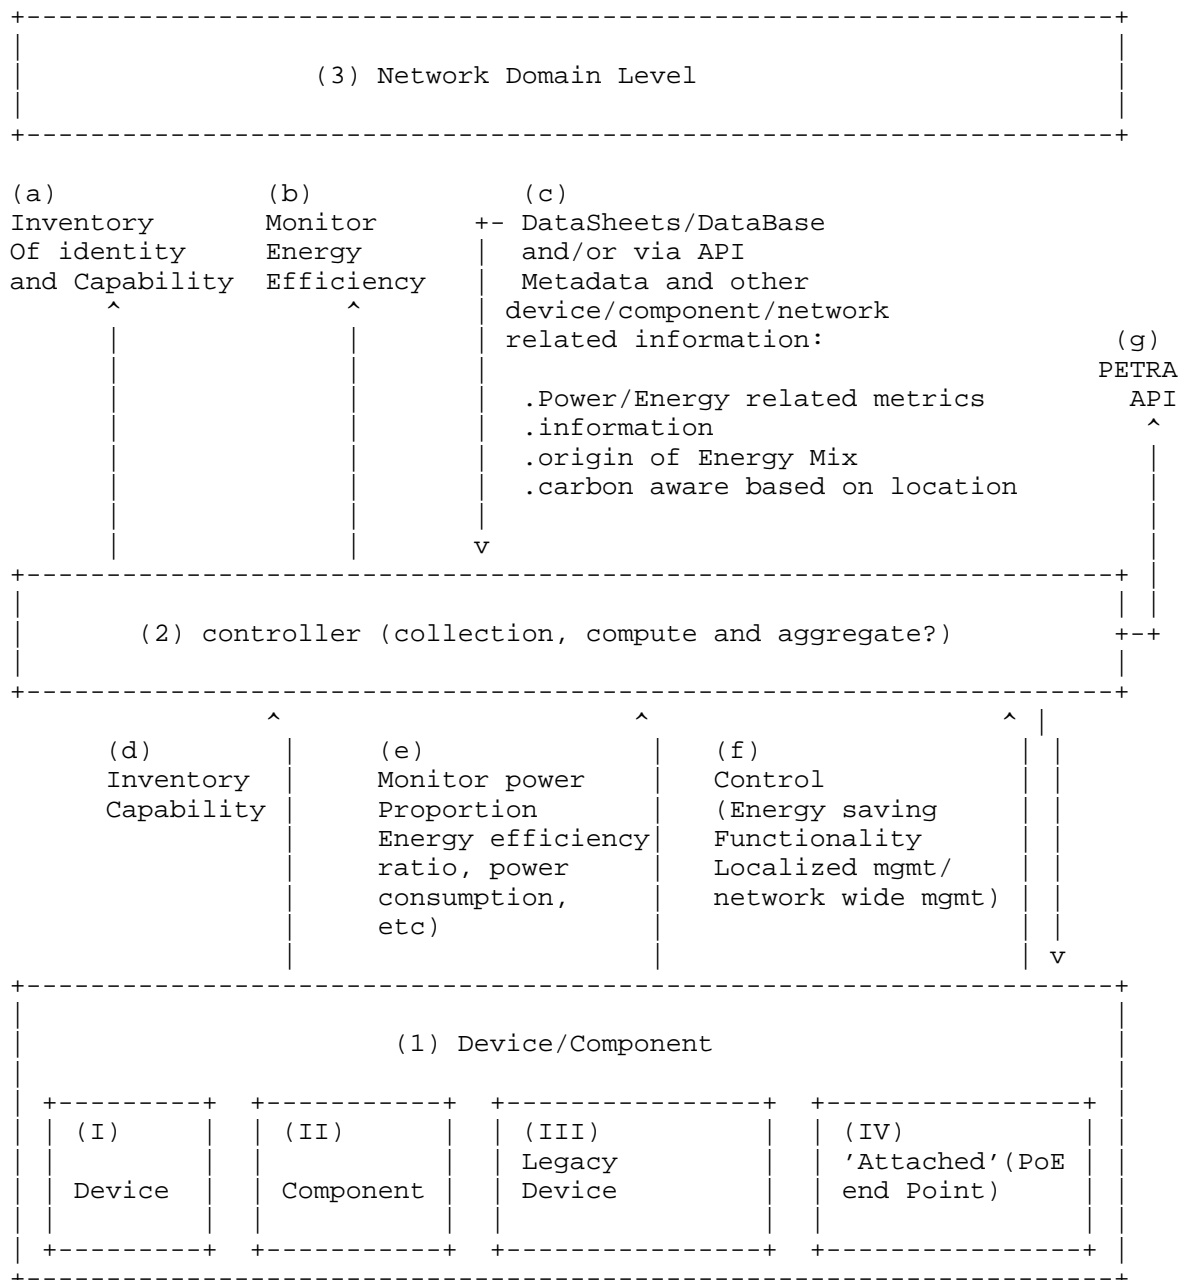 (3) Network Domain Level
(a) (b) (c)
Inventory Monitor +- DataSheets/DataBase
Of identity Energy | and/or via API
and Capability Efficiency | Metadata and other
device/component/network
related information: (g)
PETRA
.Power/Energy related metrics API
.information
.origin of Energy Mix
.carbon aware based on location
(2) controller (collection, compute and aggregate?)
(d) (e) (f)
Inventory Monitor power Control
Capability Proportion (Energy saving
Energy efficiency Functionality
ratio, power Localized mgmt/
consumption, network wide mgmt)
etc)
(1) Device/Component
(I) (II) (III) (IV)
Legacy 'Attached'(PoE
Device Component Device end Point)